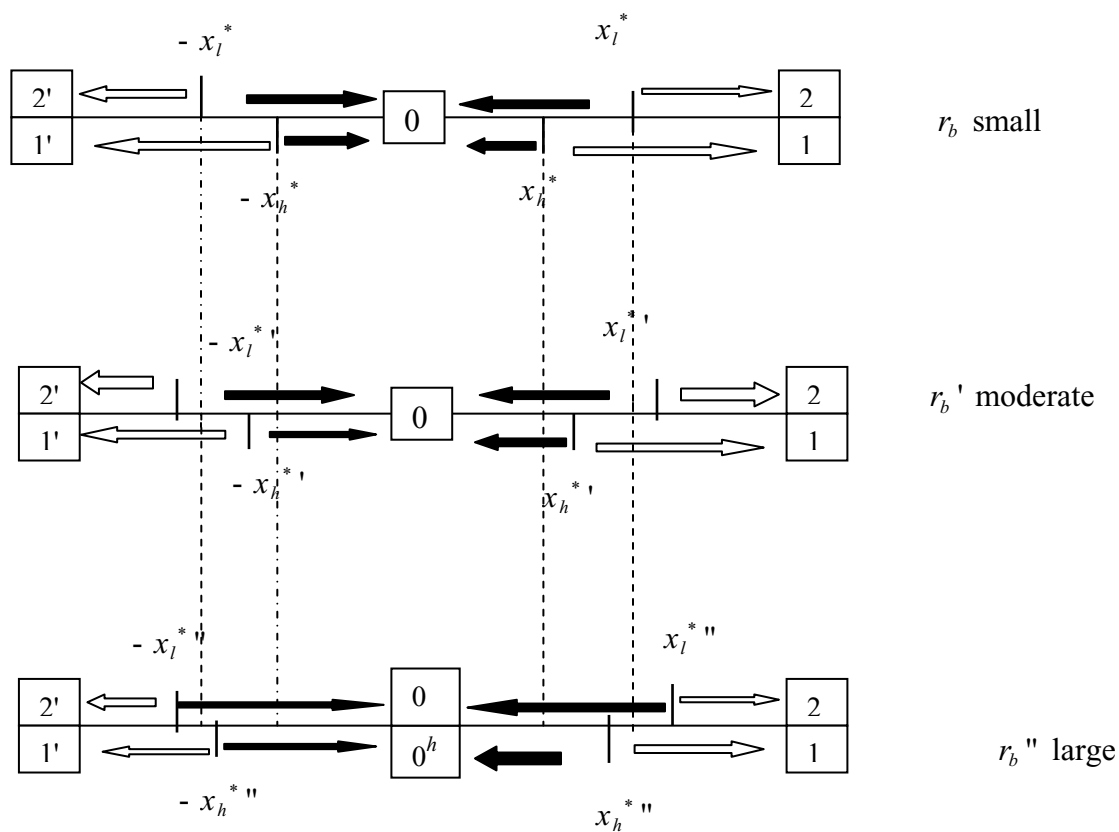 - x_l^* x_l^*
2' 0 2 r_b small
1' 1
- x_h^* x_h^*
- x_l^*' x_l^*'
2' 0 2 r_b' moderate
1' 1
- x_h^*' x_h^*'
- x_l^*" x_l^*"
2' 0 2
1' 0^h 1 r_b" large
- x_h^*" x_h^*"